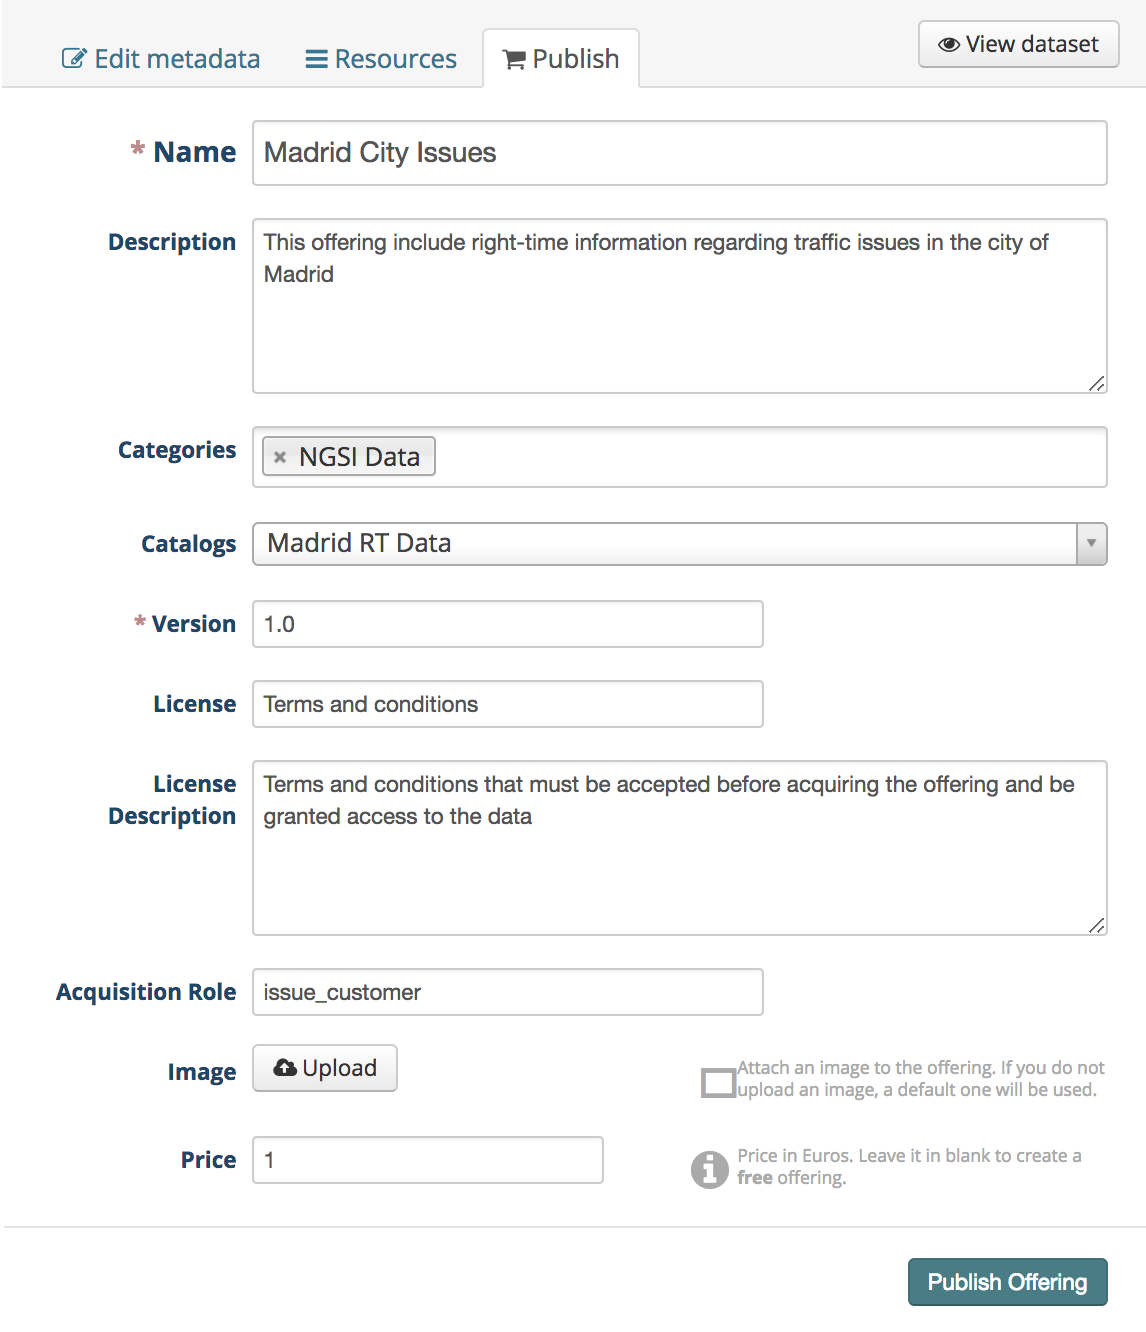 Edit metadata
Resources
Publish
View dataset
* Name
Madrid City Issues
Description
This offering include right-time information regarding traffic issues in the city of
Madrid
Categories
× NGSI Data
Catalogs
Madrid RT Data
* Version
1.0
License
Terms and conditions
License
Description
Terms and conditions that must be accepted before acquiring the offering and be
granted access to the data
Acquisition Role
issue_customer
Image
Upload
Attach an image to the offering. If you do not
upload an image, a default one will be used.
Price
1
Price in Euros. Leave it in blank to create a
free offering.
Publish Offering